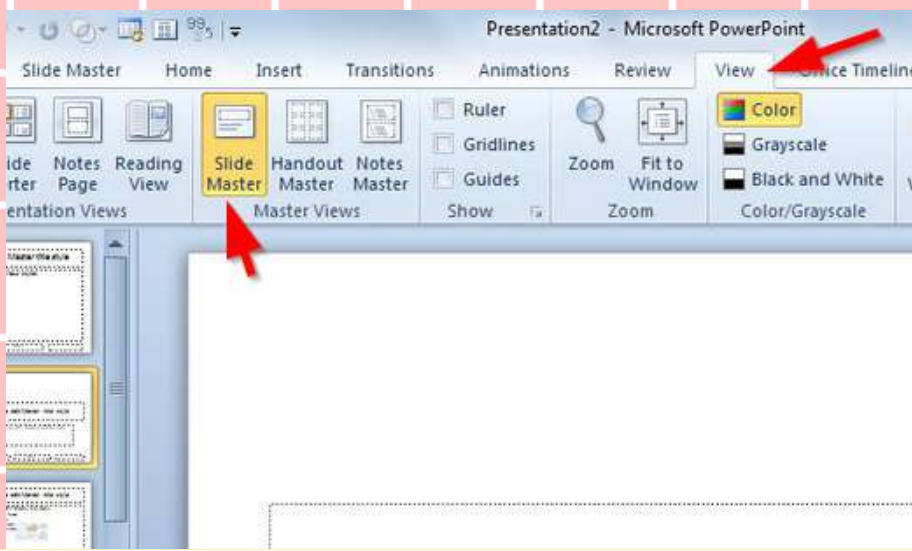 Presentation2 - Microsoft PowerPoint
Slide Master Home Insert Transitions Animations Review View Office Timeline
Ruler
Gridlines
Guides
Color
Grayscale
Black and White
Notes Page
Reading View
Slide Master
Handout Master
Notes Master
Zoom
Fit to Window
Master Views
Show
Zoom
Color/Grayscale